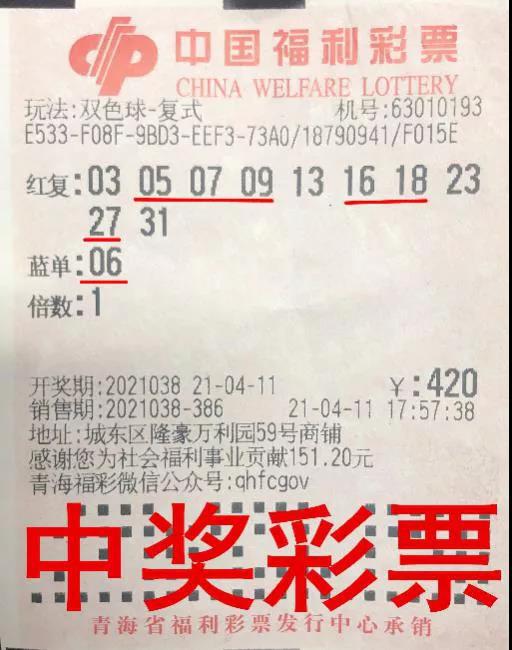 中国福利彩票
CHINA WELFARE LOTTERY
玩法:双色球-复式 机号:63010193
E533-F08F-9BD3-EEF3-73A0/18790941/F015E
红复:03 05 07 09 13 16 18 23
27 31
蓝单:06
倍数:1
开奖期:2021038 21-04-11 ¥:420
销售期:2021038-386 21-04-11 17:57:38
地址:城东区隆豪万利园59号商铺
感谢您为社会福利事业贡献151.20元
青海福彩微信公众号:qhfcgov
中奖彩票
青海省福利彩票发行中心承销